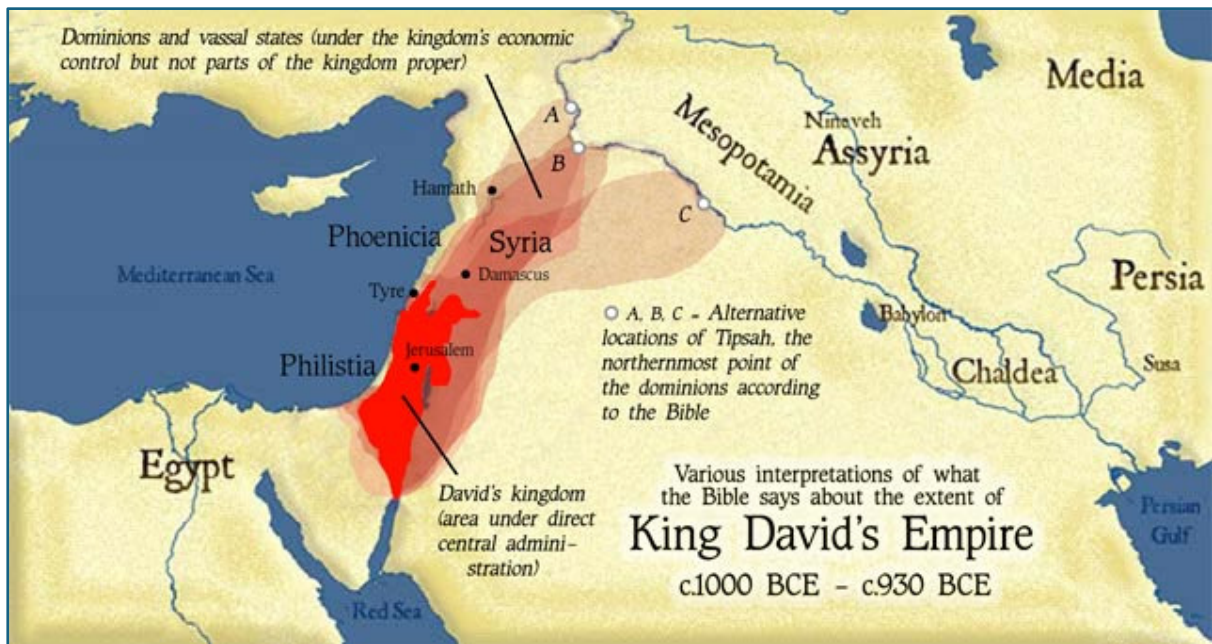 Dominions and vassal states (under the kingdom's economic
control but not parts of the kingdom proper)
Media
A
Nineveh
Mesopotamia
Assyria
B
Hamath
C
Phoenicia
Syria
Mediterranean Sea
Damascus
Persia
Tyre
A, B, C - Alternative
locations of Tipsah, the
northernmost point of
the dominions according
to the Bible
Babylon
Jerusalem
Philistia
Chaldea
Susa
Egypt
David's kingdom
(area under direct
central admini-
stration)
Various interpretations of what
the Bible says about the extent of
King David's Empire
c.1000 BCE - c.930 BCE
Persian
Gulf
Red Sea